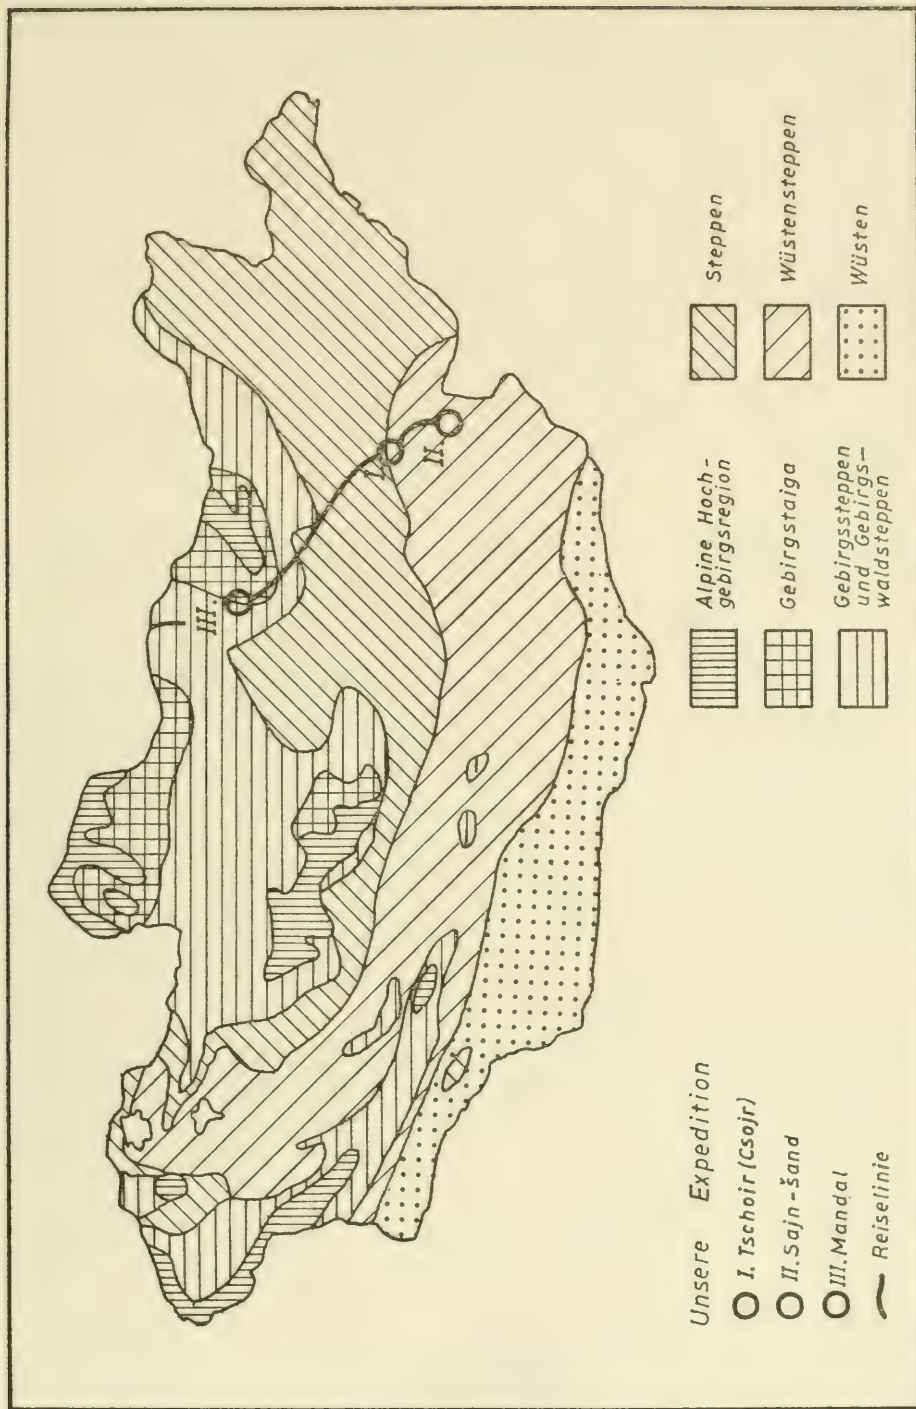 III.
I.
II.
Unsere Expedition
I. Tschoir (Csojr)
II. Sajn-Šand
III. Mandal
Reiselinie
Alpine Hoch-
gebirgsregion
Gebirgstaiga
Gebirgssteppen
und Gebirgs-
waldsteppen
Steppen
Wüstensteppen
Wüsten